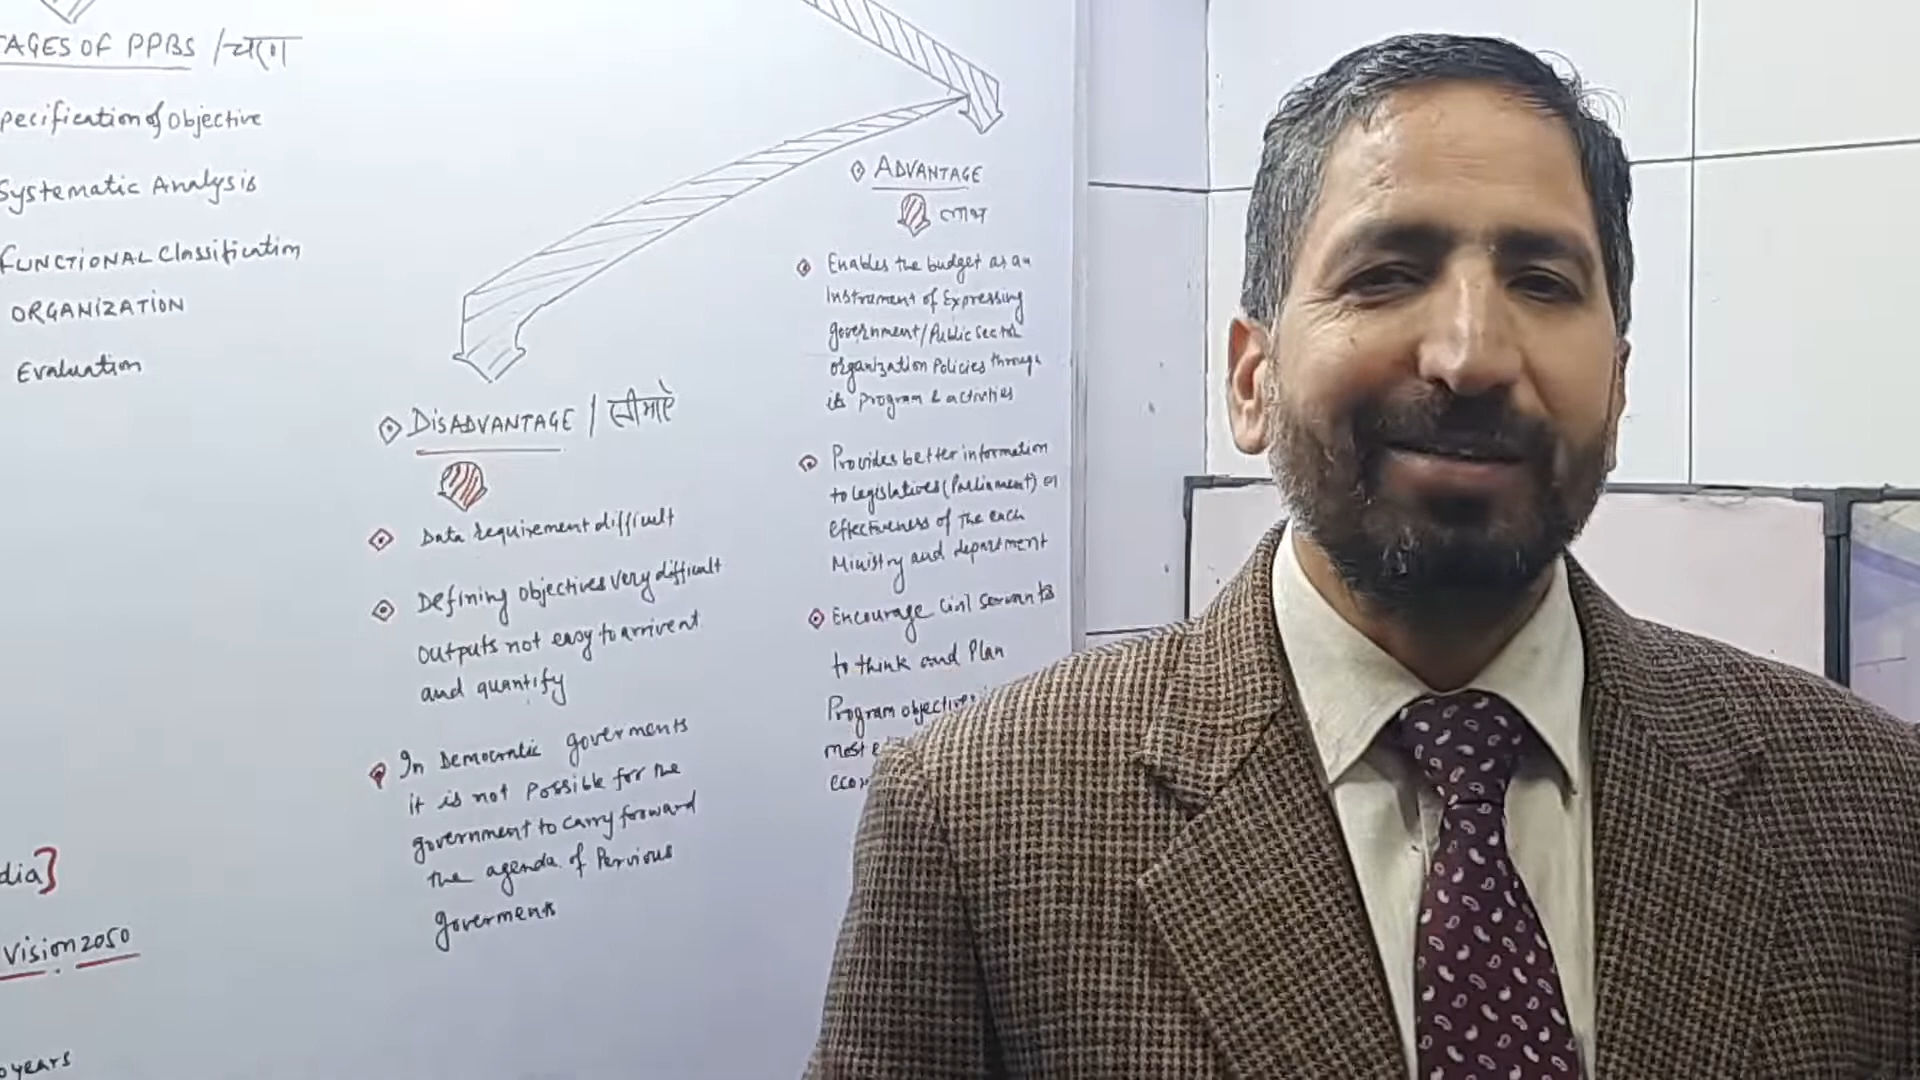 TAGES OF PPBS / चरण
pecification of Objective
Systematic Analysis
FUNCTIONAL Classification
ORGANIZATION
Evaluation
dia]
Vision 2050
years
DISADVANTAGE / सीमाऐं
Data requirement difficult
Defining objectives very difficult
outputs not easy to arrive at
and quantify
In Democratic goverments
it is not possible for the
government to carry forward
the agenda of Pervious
goverments
ADVANTAGE
लाभ
Enables the budget as an
Instrument of Expressing
government/Public sector
organization Policies through
its program & activities
Provides better information
to legislatives (Parliament) on
effectiveness of the each
Ministry and department
Encourage Civil servants
to think and Plan
Program objective
most
eco